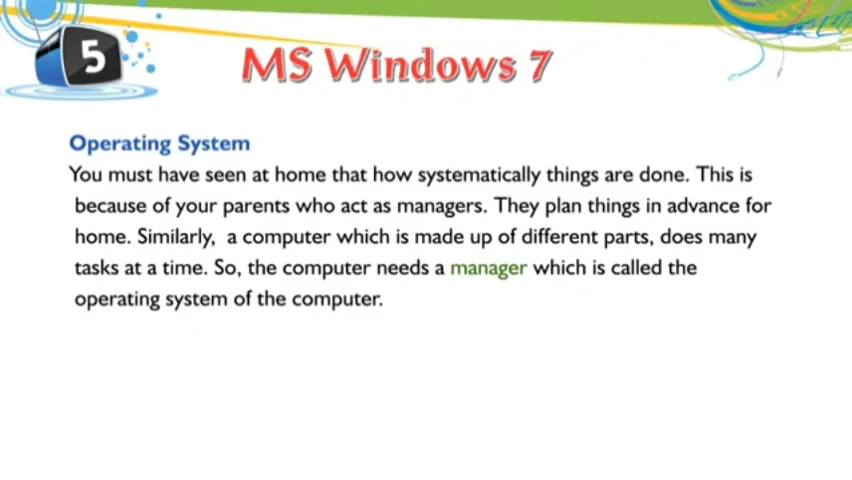 5
MS Windows 7
Operating System
You must have seen at home that how systematically things are done. This is
because of your parents who act as managers. They plan things in advance for
home. Similarly, a computer which is made up of different parts, does many
tasks at a time. So, the computer needs a manager which is called the
operating system of the computer.